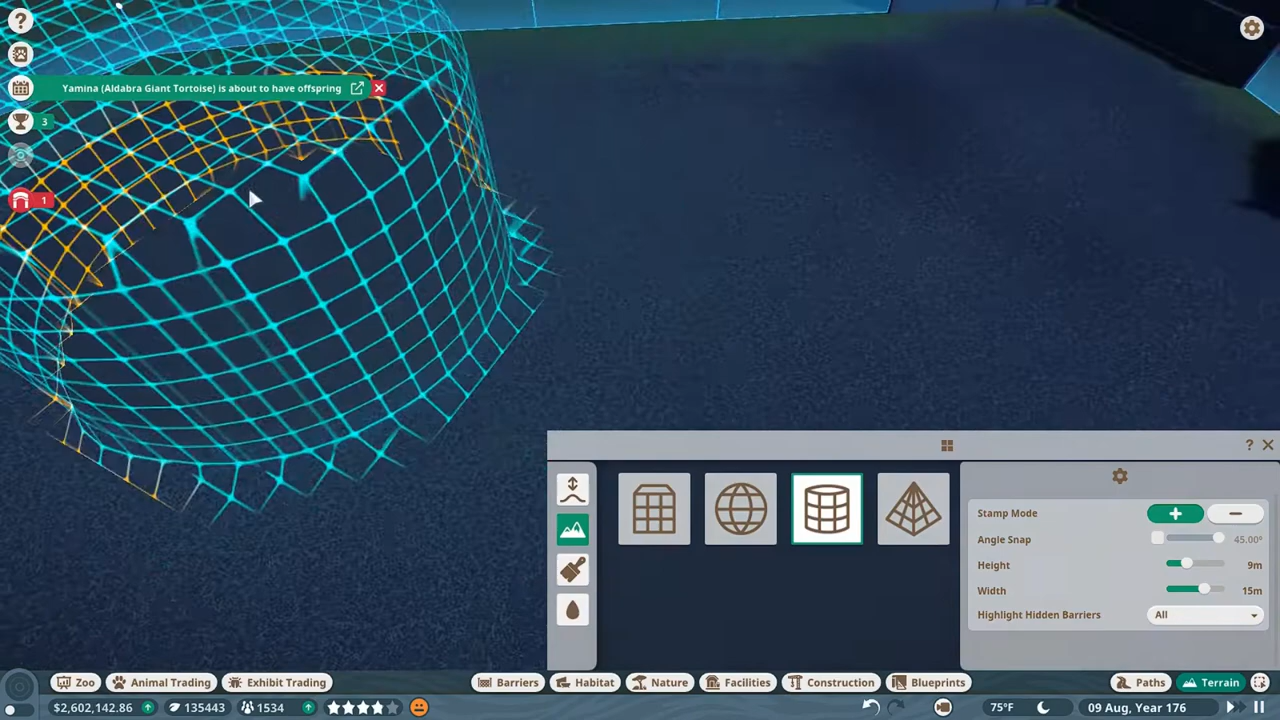 ?
Yamina (Aldabra Giant Tortoise) is about to have offspring
3
1
?
Stamp Mode
Angle Snap 45.00°
Height 9m
Width 15m
Highlight Hidden Barriers All
Zoo Animal Trading Exhibit Trading Barriers Habitat Nature Facilities Construction Blueprints Paths Terrain
$2,602,142.86 135443 1534 75°F 09 Aug, Year 176